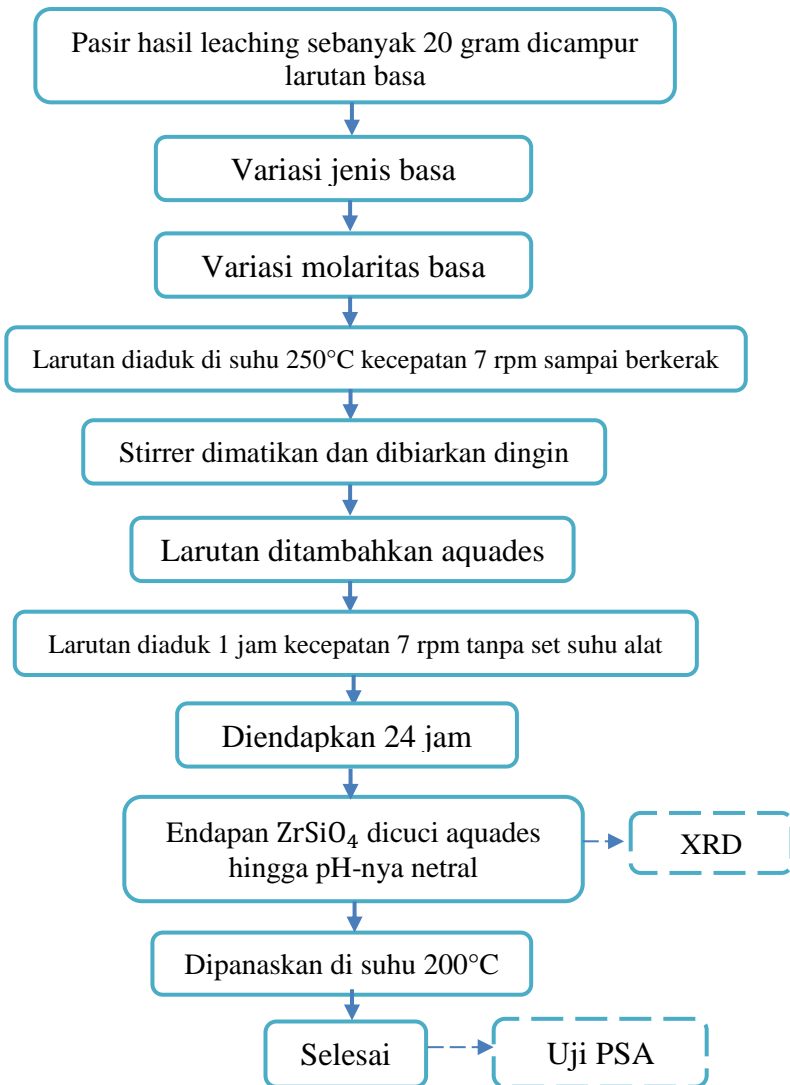 Pasir hasil leaching sebanyak 20 gram dicampur
larutan basa
Variasi jenis basa
Variasi molaritas basa
Larutan diaduk di suhu 250°C kecepatan 7 rpm sampai berkerak
Stirrer dimatikan dan dibiarkan dingin
Larutan ditambahkan aquades
Larutan diaduk 1 jam kecepatan 7 rpm tanpa set suhu alat
Diendapkan 24 jam
Endapan ZrSiO₄ dicuci aquades
hingga pH-nya netral
XRD
Dipanaskan di suhu 200°C
Selesai
Uji PSA